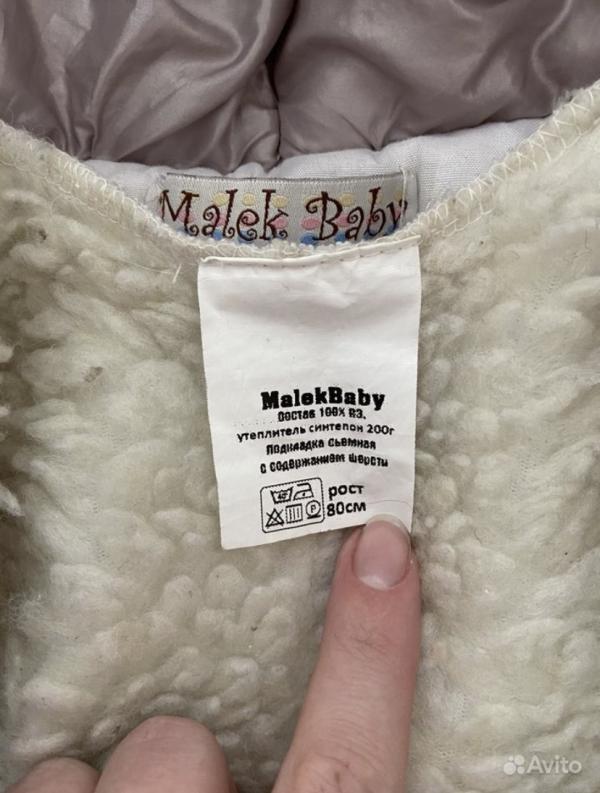 Malek Baby
MalekBaby
Состав 100% ПЭ.
утеплитель синтепон 200г
Подкладка съемная
с содержанием шерсти
рост
80см
Avito